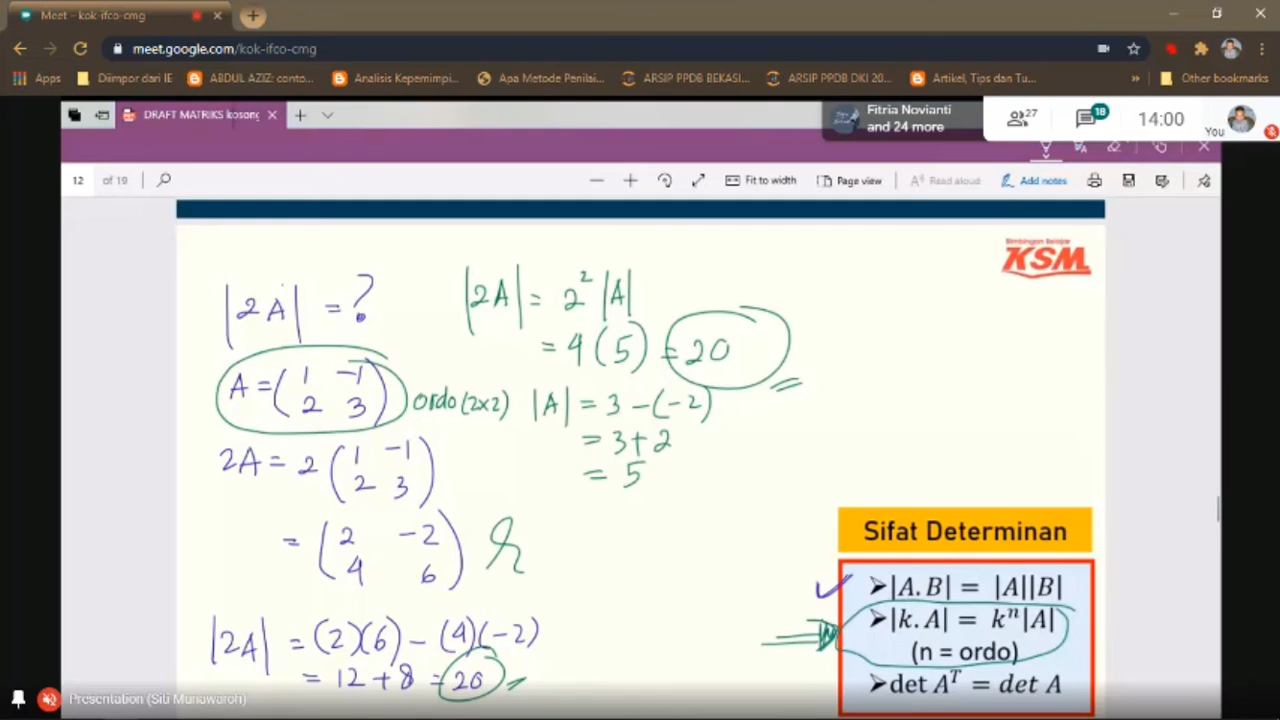 Meet – kok-ifco-cmg
meet.google.com/kok-ifco-cmg
Apps
Diimpor dari IE
ABDUL AZIZ: conto...
Analisis Kepemimpi...
Apa Metode Penilai...
ARSIP PPDB BEKASI...
ARSIP PPDB DKI 20...
Artikel, Tips dan Tu...
»
Other bookmarks
DRAFT MATRIKS kosong
Fitria Novianti
and 24 more
27
18
14:00
You
12 of 19
Fit to width
Page view
Read aloud
Add notes
Bimbingan Belajar
KSM
|2A| = ?
A = (1 -1
2 3) ordo (2x2)
2A = 2 (1 -1
2 3)
= (2 -2
4 6)
|2A| = (2)(6) - (4)(-2)
= 12 + 8 = 20
|2A| = 2² |A|
= 4 (5) = 20
|A| = 3 - (-2)
= 3 + 2
= 5
Sifat Determinan
➢|A.B| = |A||B|
➢|k.A| = kⁿ|A|
(n = ordo)
➢det Aᵀ = det A
Presentation (Siti Munawaroh)